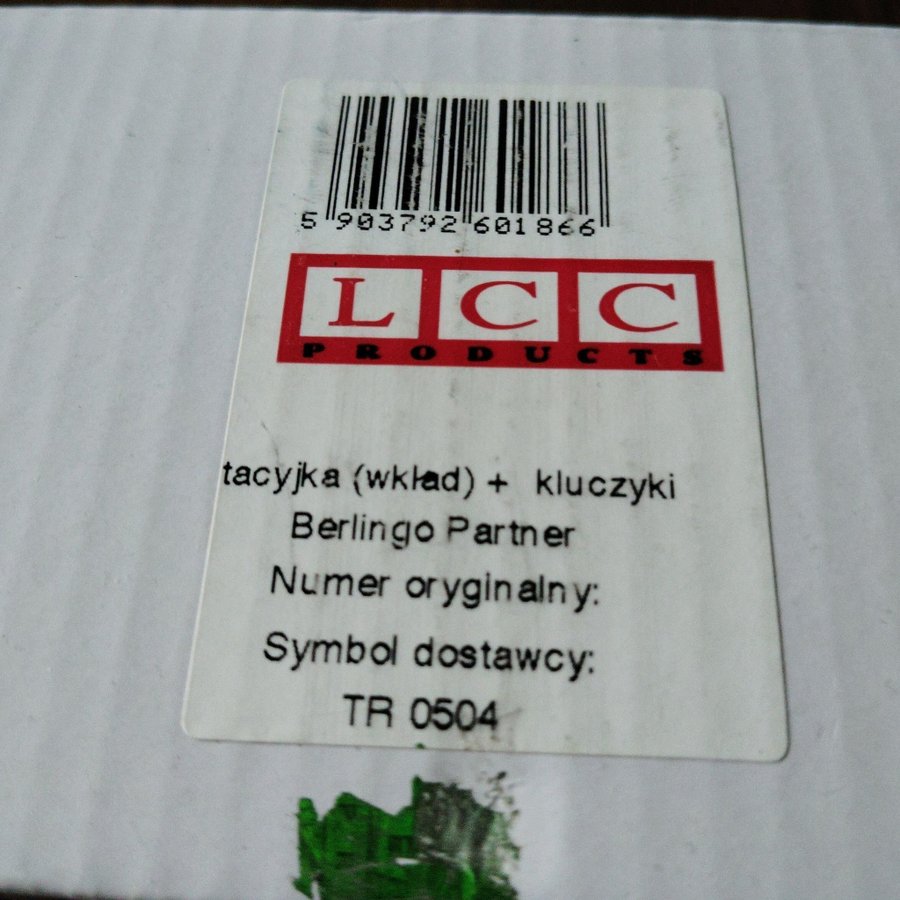 5 903792 601866
LCC
PRODUCTS
tacyjka (wkład) + kluczyki
Berlingo Partner
Numer oryginalny:
Symbol dostawcy:
TR 0504